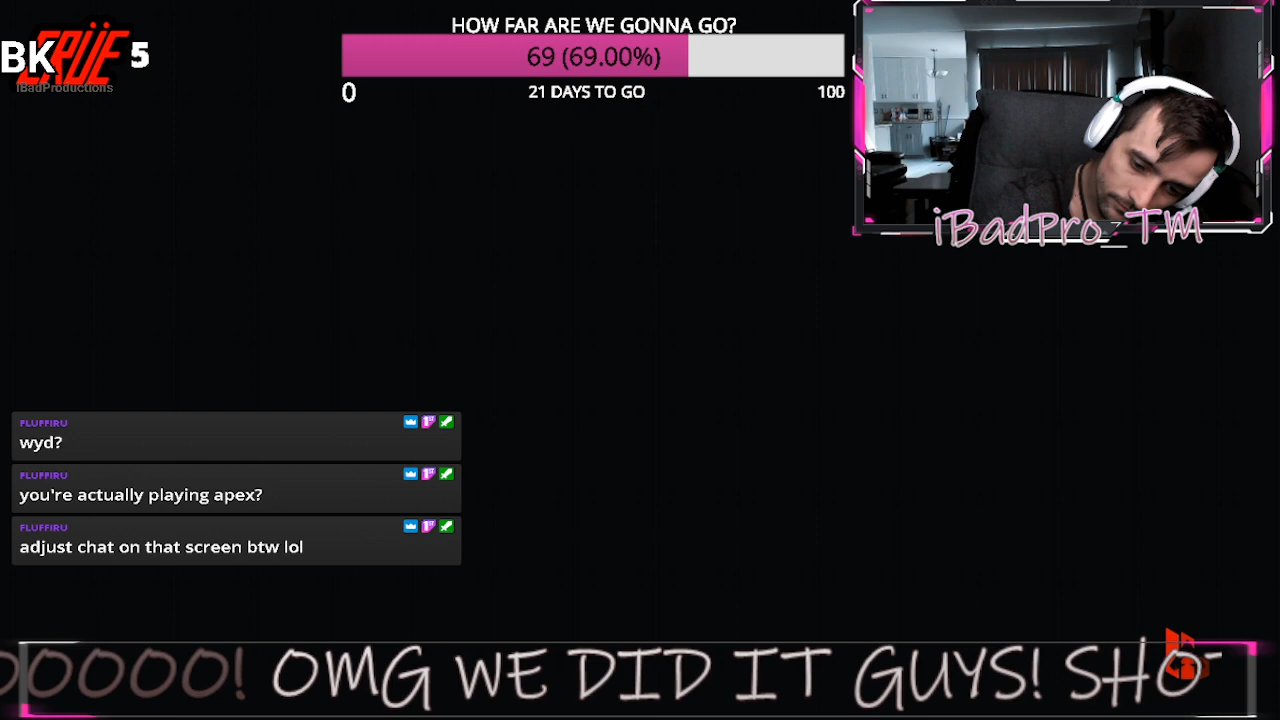 HOW FAR ARE WE GONNA GO?
BK CRÜE 5
iBadProductions
69 (69.00%)
0 21 DAYS TO GO 100
iBadPro_TM
FLUFFIRU
wyd?
FLUFFIRU
you're actually playing apex?
FLUFFIRU
adjust chat on that screen btw lol
OOOOO! OMG WE DID IT GUYS! SHO